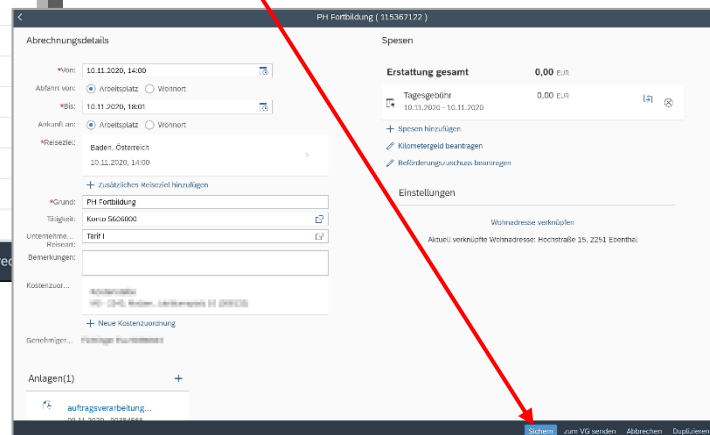 PH Fortbildung ( 115367122 )
Abrechnungsdetails
*Von: 10.11.2020, 14:00
Abfahrt von: Arbeitsplatz Wohnort
*Bis: 10.11.2020, 18:01
Ankunft an: Arbeitsplatz Wohnort
*Reiseziel:
Baden, Österreich
10.11.2020, 14:00
+ Zusätzliches Reiseziel hinzufügen
*Grund: PH Fortbildung
Tätigkeit: Konto 5606000
Unternehme... Reiseart: Tarif I
Bemerkungen:
Kostenzuor...
+ Neue Kostenzuordnung
Genehmiger...
Anlagen(1) +
auftragsverarbeitung...
Spesen
Erstattung gesamt 0,00 EUR
Tagesgebühr 0,00 EUR
10.11.2020 - 10.11.2020
+ Spesen hinzufügen
Kilometergeld beantragen
Beförderungszuschuss beantragen
Einstellungen
Wohnadresse verknüpfen
Aktuell verknüpfte Wohnadresse: Hochstraße 15, 2251 Ebenthal
Sichern zum VG senden Abbrechen Duplizieren